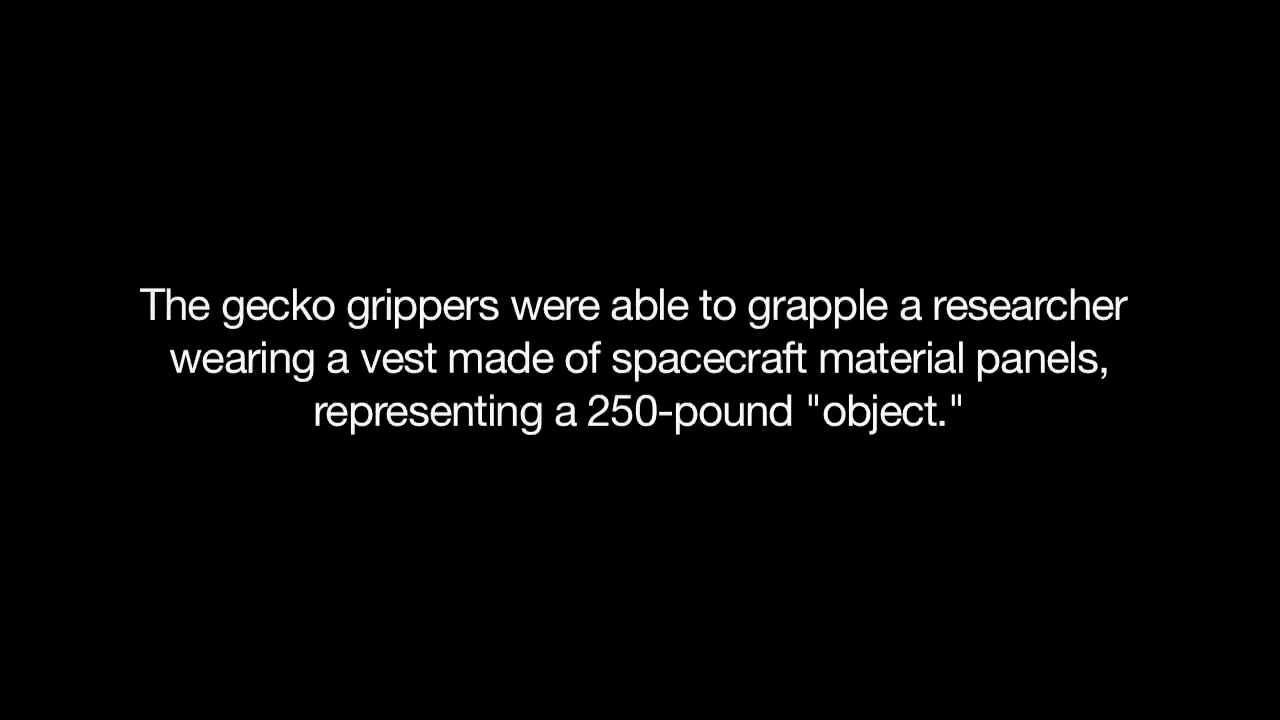 The gecko grippers were able to grapple a researcher
wearing a vest made of spacecraft material panels,
representing a 250-pound "object."